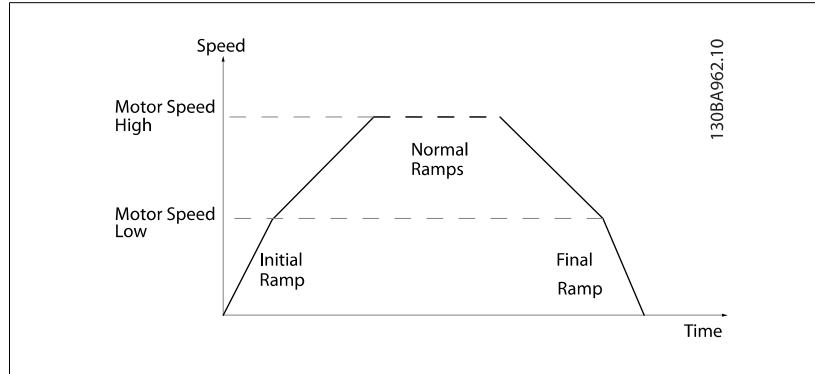 Speed
130BA962.10
Motor Speed
High
Normal
Ramps
Motor Speed
Low
Initial
Ramp
Final
Ramp
Time